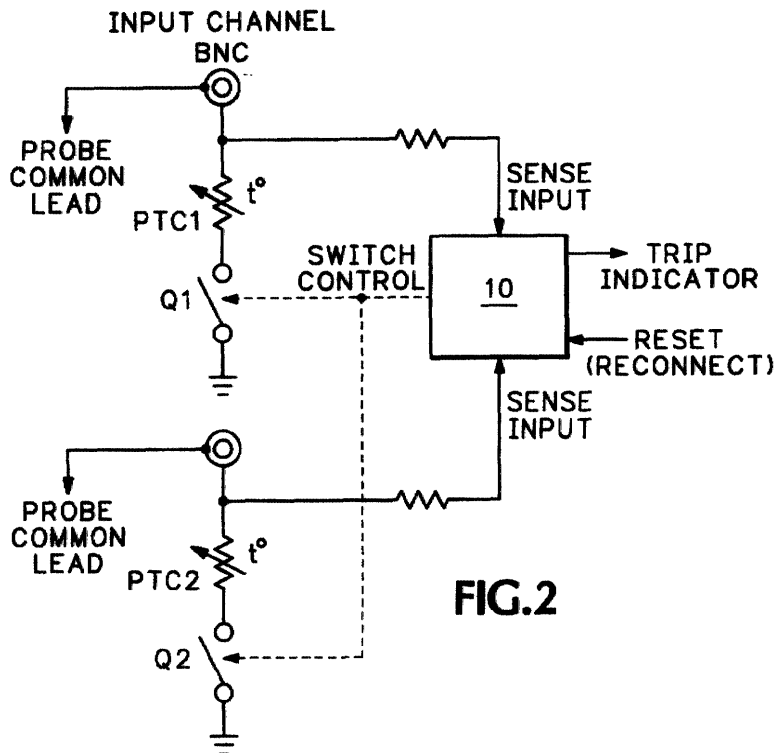 INPUT CHANNEL
BNC
PROBE
COMMON
LEAD
t°
PTC1
SENSE
INPUT
SWITCH
CONTROL
10
TRIP
INDICATOR
Q1
RESET
(RECONNECT)
SENSE
INPUT
PROBE
COMMON
LEAD
t°
PTC2
FIG.2
Q2